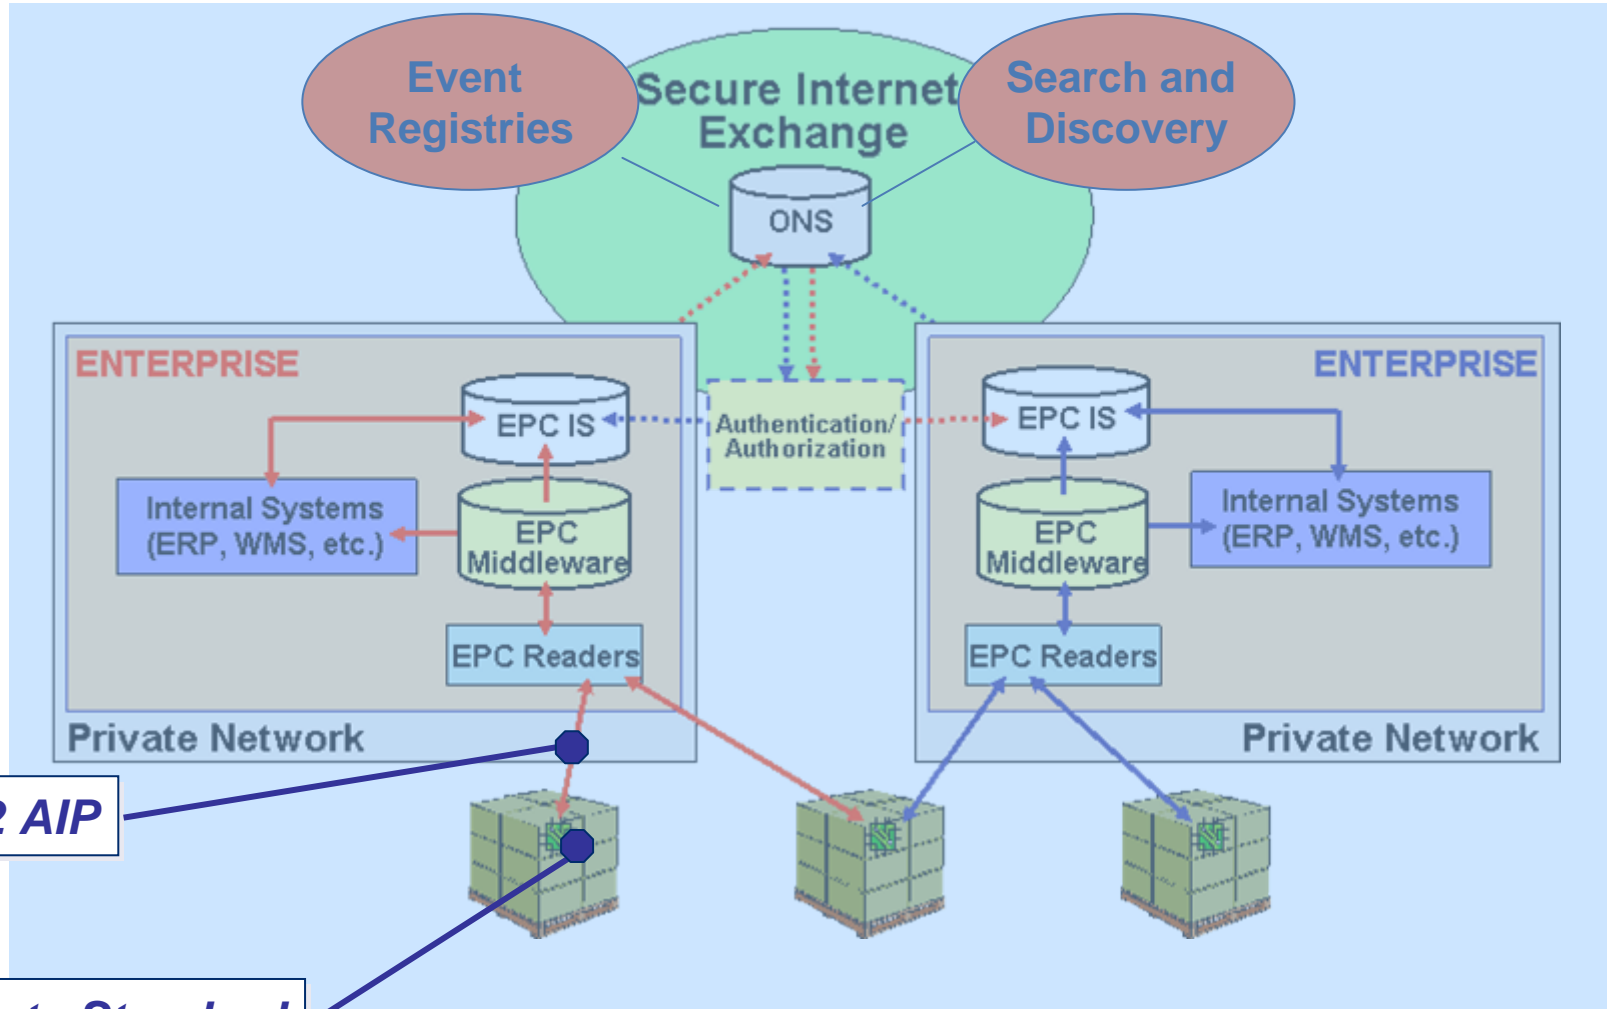 Event
Registries
Secure Internet
Exchange
Search and
Discovery
ONS
ENTERPRISE
EPC IS
Internal Systems
(ERP, WMS, etc.)
EPC
Middleware
EPC Readers
Private Network
Authentication/
Authorization
ENTERPRISE
EPC IS
EPC
Middleware
Internal Systems
(ERP, WMS, etc.)
EPC Readers
Private Network
2 AIP
Standard